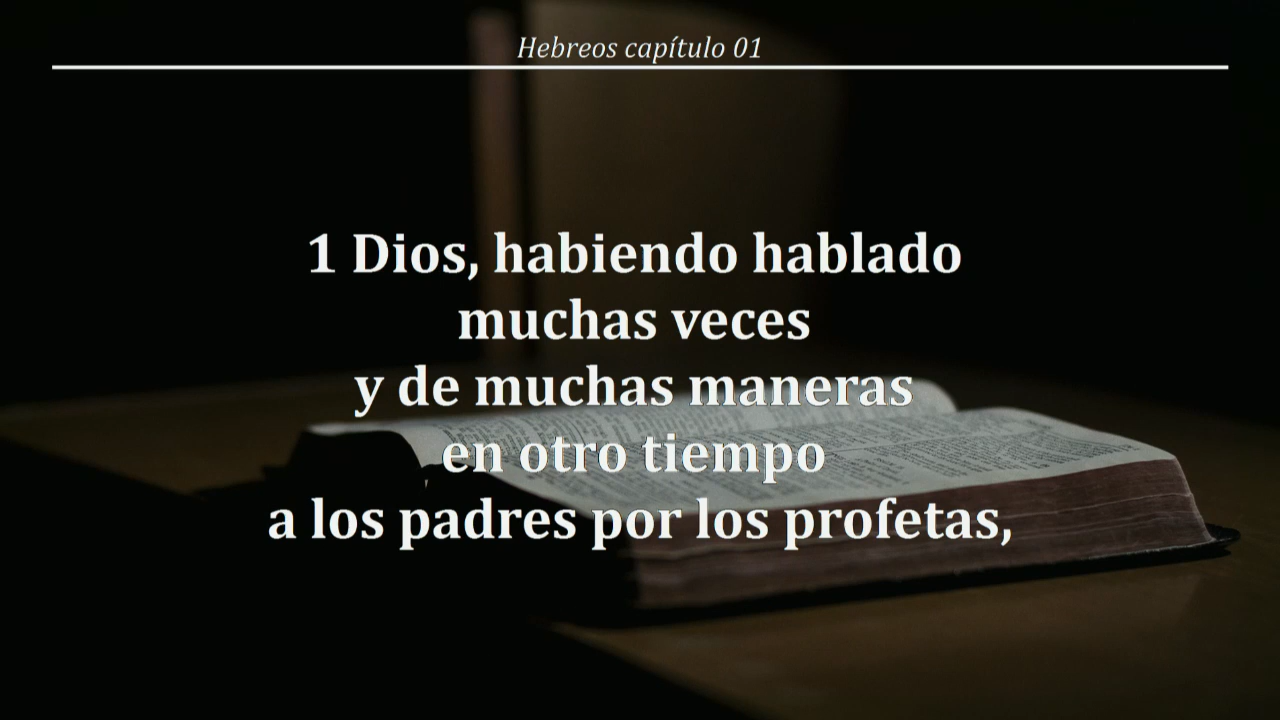 Hebreos capítulo 01
1 Dios, habiendo hablado
muchas veces
y de muchas maneras
en otro tiempo
a los padres por los profetas,